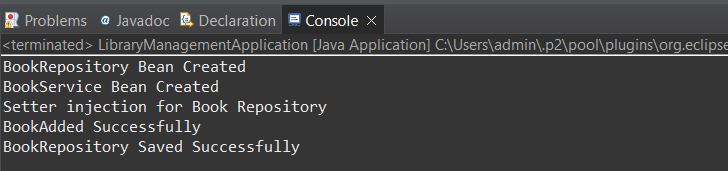 Problems @ Javadoc Declaration Console
<terminated> LibraryManagementApplication [Java Application] C:\Users\admin\.p2\pool\plugins\org.eclipse
BookRepository Bean Created
BookService Bean Created
Setter injection for Book Repository
BookAdded Successfully
BookRepository Saved Successfully